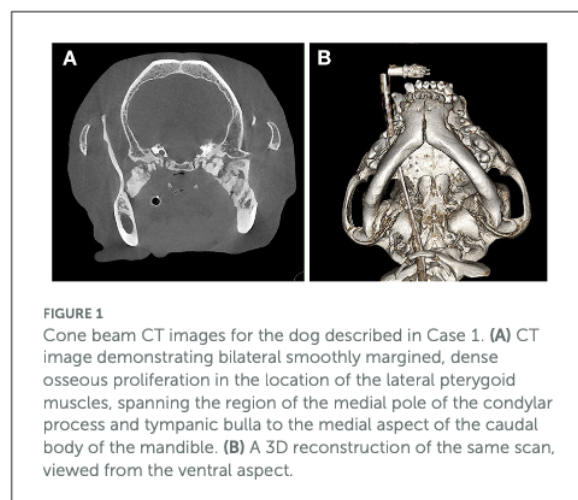 A
B
FIGURE 1
Cone beam CT images for the dog described in Case 1. (A) CT
image demonstrating bilateral smoothly margined, dense
osseous proliferation in the location of the lateral pterygoid
muscles, spanning the region of the medial pole of the condylar
process and tympanic bulla to the medial aspect of the caudal
body of the mandible. (B) A 3D reconstruction of the same scan,
viewed from the ventral aspect.